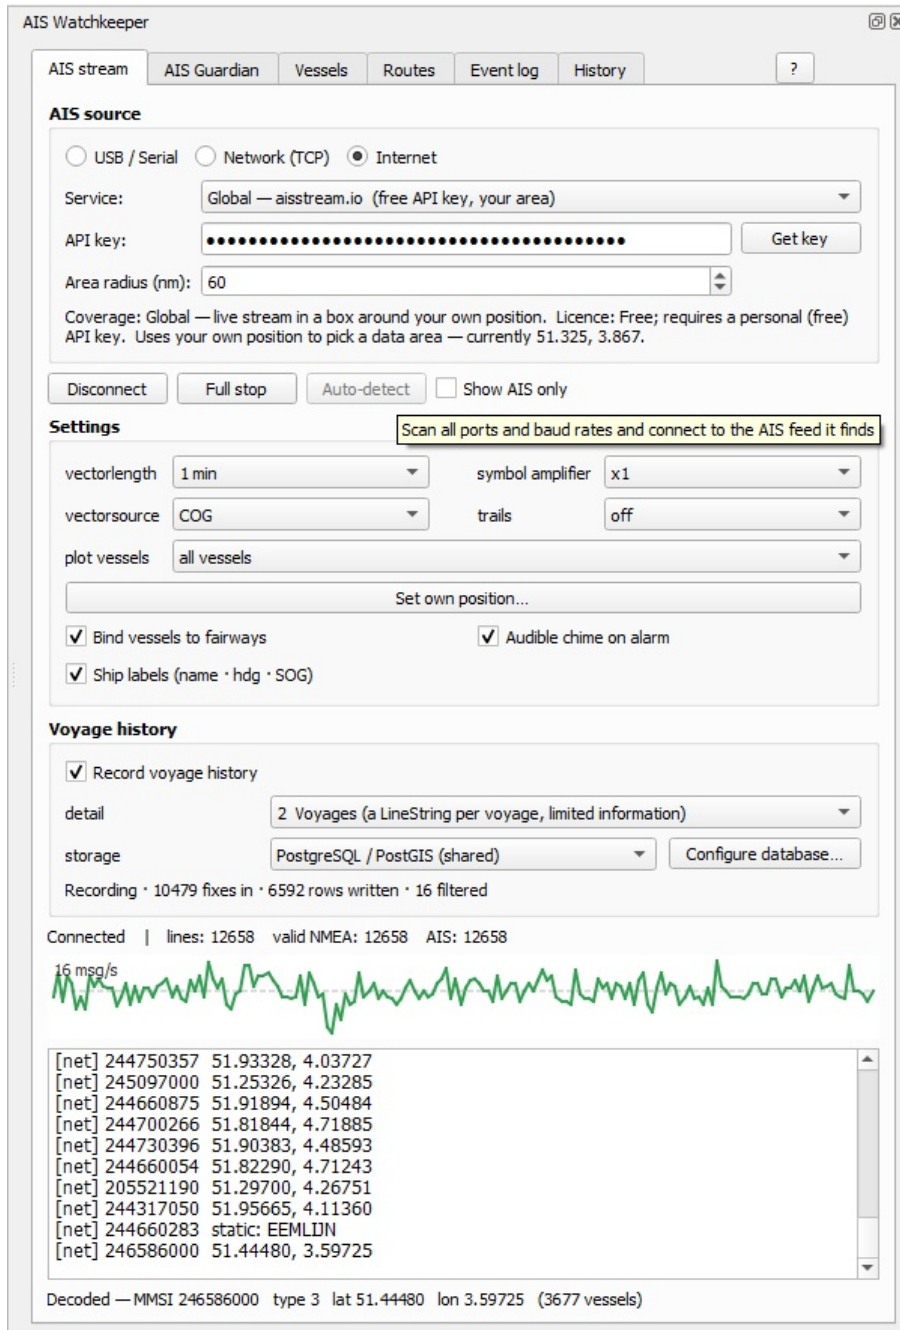 AIS Watchkeeper
AIS stream AIS Guardian Vessels Routes Event log History ?
AIS source
USB / Serial Network (TCP) Internet
Service: Global — aisstream.io (free API key, your area)
API key: ●●●●●●●●●●●●●●●●●●●●●●●●●●●●●●●●●●●●●●●● Get key
Area radius (nm): 60
Coverage: Global — live stream in a box around your own position. Licence: Free; requires a personal (free)
API key. Uses your own position to pick a data area — currently 51.325, 3.867.
Disconnect Full stop Auto-detect Show AIS only
Scan all ports and baud rates and connect to the AIS feed it finds
Settings
vectorlength 1 min symbol amplifier x1
vectorsource COG trails off
plot vessels all vessels
Set own position...
Bind vessels to fairways Audible chime on alarm
Ship labels (name · hdg · SOG)
Voyage history
Record voyage history
detail 2 Voyages (a LineString per voyage, limited information)
storage PostgreSQL / PostGIS (shared) Configure database...
Recording · 10479 fixes in · 6592 rows written · 16 filtered
Connected | lines: 12658 valid NMEA: 12658 AIS: 12658
16 msg/s
[net] 244750357 51.93328, 4.03727
[net] 245097000 51.25326, 4.23285
[net] 244660875 51.91894, 4.50484
[net] 244700266 51.81844, 4.71885
[net] 244730396 51.90383, 4.48593
[net] 244660054 51.82290, 4.71243
[net] 205521190 51.29700, 4.26751
[net] 244317050 51.95665, 4.11360
[net] 244660283 static: EEMLIJN
[net] 246586000 51.44480, 3.59725
Decoded — MMSI 246586000 type 3 lat 51.44480 lon 3.59725 (3677 vessels)